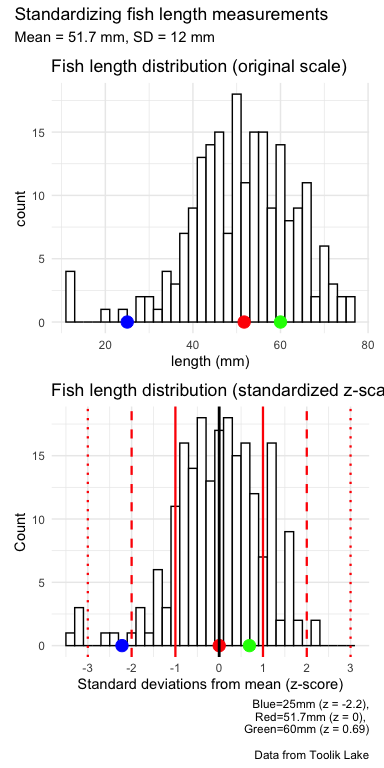 Standardizing fish length measurements
Mean = 51.7 mm, SD = 12 mm
Fish length distribution (original scale)
count
15
10
5
0
20 40 60 80
length (mm)
Fish length distribution (standardized z-sca
Count
15
10
5
0
-3 -2 -1 0 1 2 3
Standard deviations from mean (z-score)
Blue=25mm (z = -2.2),
Red=51.7mm (z = 0),
Green=60mm (z = 0.69)
Data from Toolik Lake